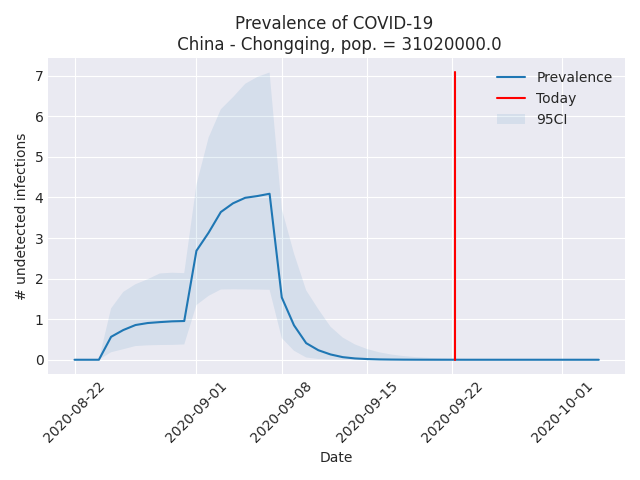 Prevalence of COVID-19
China - Chongqing, pop. = 31020000.0
7
6
5
4
3
2
1
0
# undetected infections
Prevalence
Today
95CI
2020-08-22
2020-09-01
2020-09-08
2020-09-15
2020-09-22
2020-10-01
Date